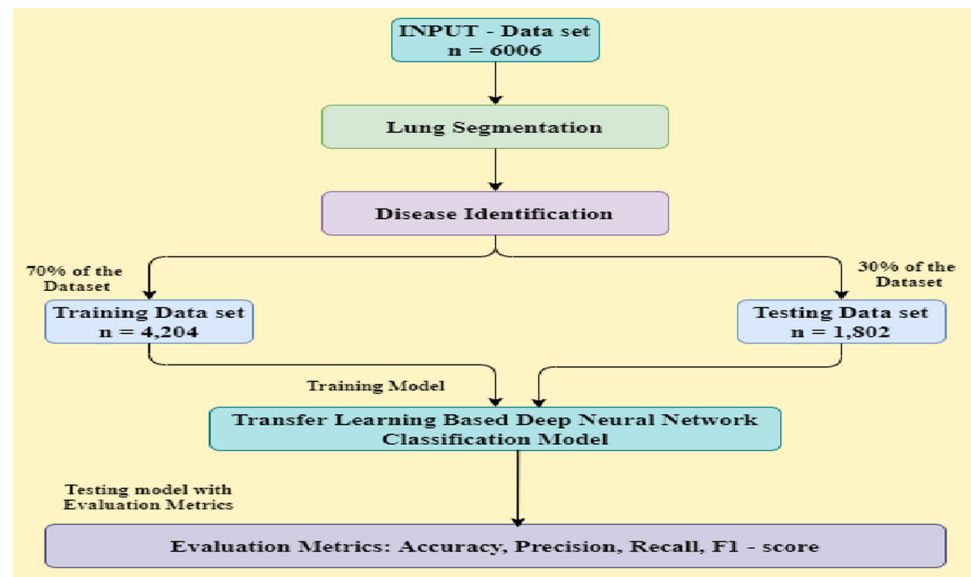 INPUT - Data set
n = 6006
Lung Segmentation
Disease Identification
70% of the
Dataset
30% of the
Dataset
Training Data set
n = 4,204
Testing Data set
n = 1,802
Training Model
Transfer Learning Based Deep Neural Network
Classification Model
Testing model with
Evaluation Metrics
Evaluation Metrics: Accuracy, Precision, Recall, F1 - score